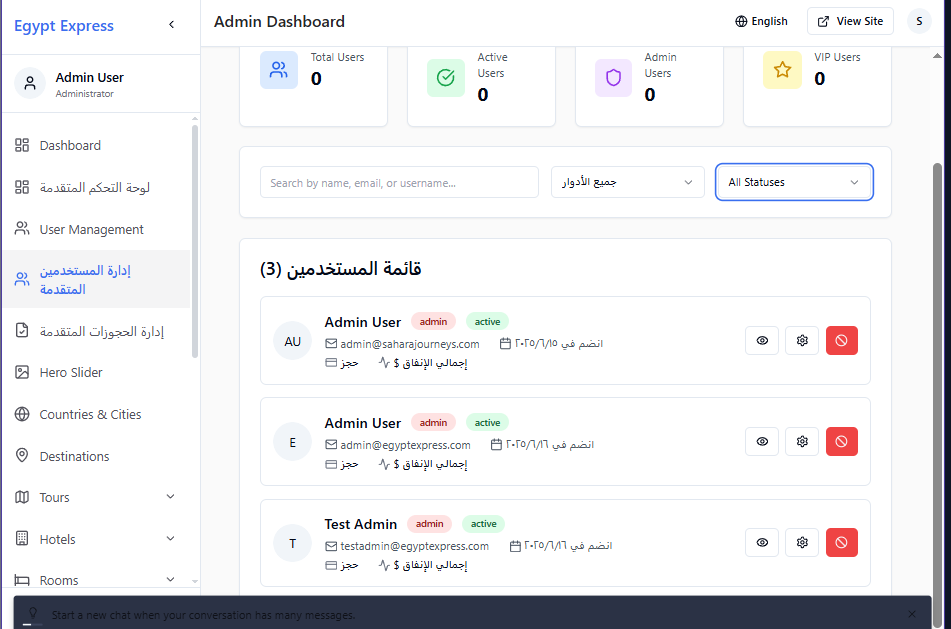 Egypt Express
Admin Dashboard
English
View Site
S
Admin User
Administrator
Dashboard
لوحة التحكم المتقدمة
User Management
إدارة المستخدمين
المتقدمة
إدارة الحجوزات المتقدمة
Hero Slider
Countries & Cities
Destinations
Tours
Hotels
Rooms
Total Users
0
Active
Users
0
Admin
Users
0
VIP Users
0
Search by name, email, or username...
جميع الأدوار
All Statuses
قائمة المستخدمين (3)
AU
Admin User admin active
admin@saharajourneys.com انضم في ٢٠٢٥/٦/١٥
حجز إجمالي الإنفاق $
E
Admin User admin active
admin@egyptexpress.com انضم في ٢٠٢٥/٦/١٦
حجز إجمالي الإنفاق $
T
Test Admin admin active
testadmin@egyptexpress.com انضم في ٢٠٢٥/٦/١٦
حجز إجمالي الإنفاق $
Start a new chat when your conversation has many messages.